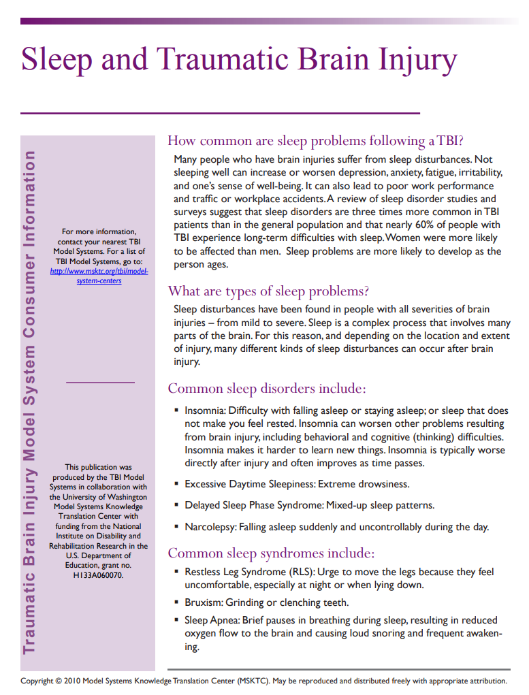 Sleep and Traumatic Brain Injury
Traumatic Brain Injury Model System Consumer Information
For more information,
contact your nearest TBI
Model Systems. For a list of
TBI Model Systems, go to:
http://www.msktc.org/tbi/model-
system-centers
This publication was
produced by the TBI Model
Systems in collaboration with
the University of Washington
Model Systems Knowledge
Translation Center with
funding from the National
Institute on Disability and
Rehabilitation Research in the
U.S. Department of
Education, grant no.
H133A060070.
How common are sleep problems following a TBI?
Many people who have brain injuries suffer from sleep disturbances. Not
sleeping well can increase or worsen depression, anxiety, fatigue, irritability,
and one's sense of well-being. It can also lead to poor work performance
and traffic or workplace accidents. A review of sleep disorder studies and
surveys suggest that sleep disorders are three times more common in TBI
patients than in the general population and that nearly 60% of people with
TBI experience long-term difficulties with sleep. Women were more likely
to be affected than men. Sleep problems are more likely to develop as the
person ages.
What are types of sleep problems?
Sleep disturbances have been found in people with all severities of brain
injuries – from mild to severe. Sleep is a complex process that involves many
parts of the brain. For this reason, and depending on the location and extent
of injury, many different kinds of sleep disturbances can occur after brain
injury.
Common sleep disorders include:
▪ Insomnia: Difficulty with falling asleep or staying asleep; or sleep that does
not make you feel rested. Insomnia can worsen other problems resulting
from brain injury, including behavioral and cognitive (thinking) difficulties.
Insomnia makes it harder to learn new things. Insomnia is typically worse
directly after injury and often improves as time passes.
▪ Excessive Daytime Sleepiness: Extreme drowsiness.
▪ Delayed Sleep Phase Syndrome: Mixed-up sleep patterns.
▪ Narcolepsy: Falling asleep suddenly and uncontrollably during the day.
Common sleep syndromes include:
▪ Restless Leg Syndrome (RLS): Urge to move the legs because they feel
uncomfortable, especially at night or when lying down.
▪ Bruxism: Grinding or clenching teeth.
▪ Sleep Apnea: Brief pauses in breathing during sleep, resulting in reduced
oxygen flow to the brain and causing loud snoring and frequent awaken-
ing.
Copyright © 2010 Model Systems Knowledge Translation Center (MSKTC). May be reproduced and distributed freely with appropriate attribution.